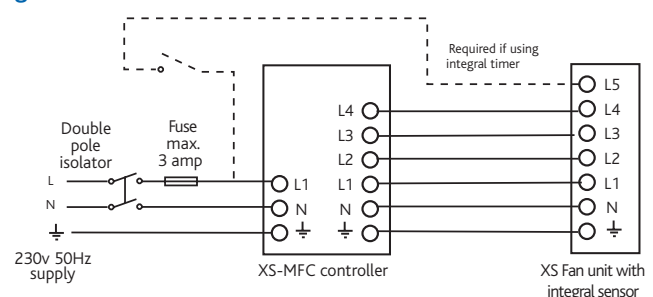 Required if using
integral timer
L5
L4
L4
Double
pole
isolator
Fuse
max.
3 amp
L3
L3
L2
L2
L
L1
L1
L1
N
N
N
N
230v 50Hz
supply
XS-MFC controller
XS Fan unit with
integral sensor